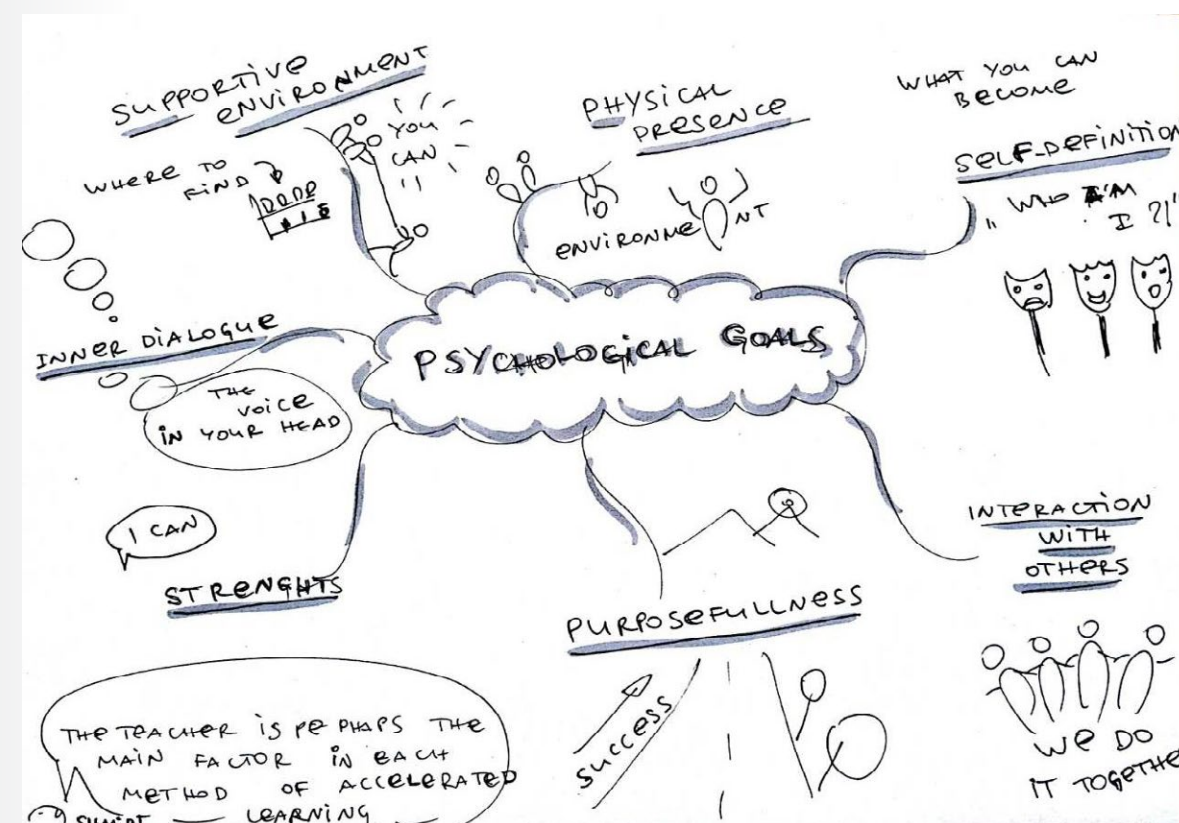 SUPPORTIVE
ENVIRONMENT
WHERE TO
FIND
YOU
CAN
!!
PHYSICAL
PRESENCE
ENVIRONMENT
WHAT YOU CAN
BECOME
SELF-DEFINITION
„ WHO A'M
I ?!"
INNER DIALOGUE
THE
VOICE
IN YOUR HEAD
PSYCHOLOGICAL GOALS
I CAN
STRENGHTS
PURPOSEFULLNESS
SUCCESS
INTERACTION
WITH
OTHERS
WE DO
IT TOGETHE
THE TEACHER IS PE PHAPS THE
MAIN FACTOR IN EACH
METHOD OF ACCELERATED
LEARNING